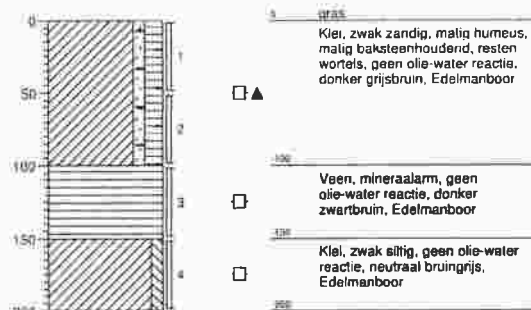 0
gras
Klei, zwak zandig, matig humeus,
matig baksteenhoudend, resten
wortels, geen olie-water reactie,
donker grijsbruin, Edelmanboor
1
50
2
100
-100
Veen, mineraalarm, geen
olie-water reactie, donker
zwartbruin, Edelmanboor
3
150
-150
Klei, zwak siltig, geen olie-water
reactie, neutraal bruingrijs,
Edelmanboor
4
200
-200